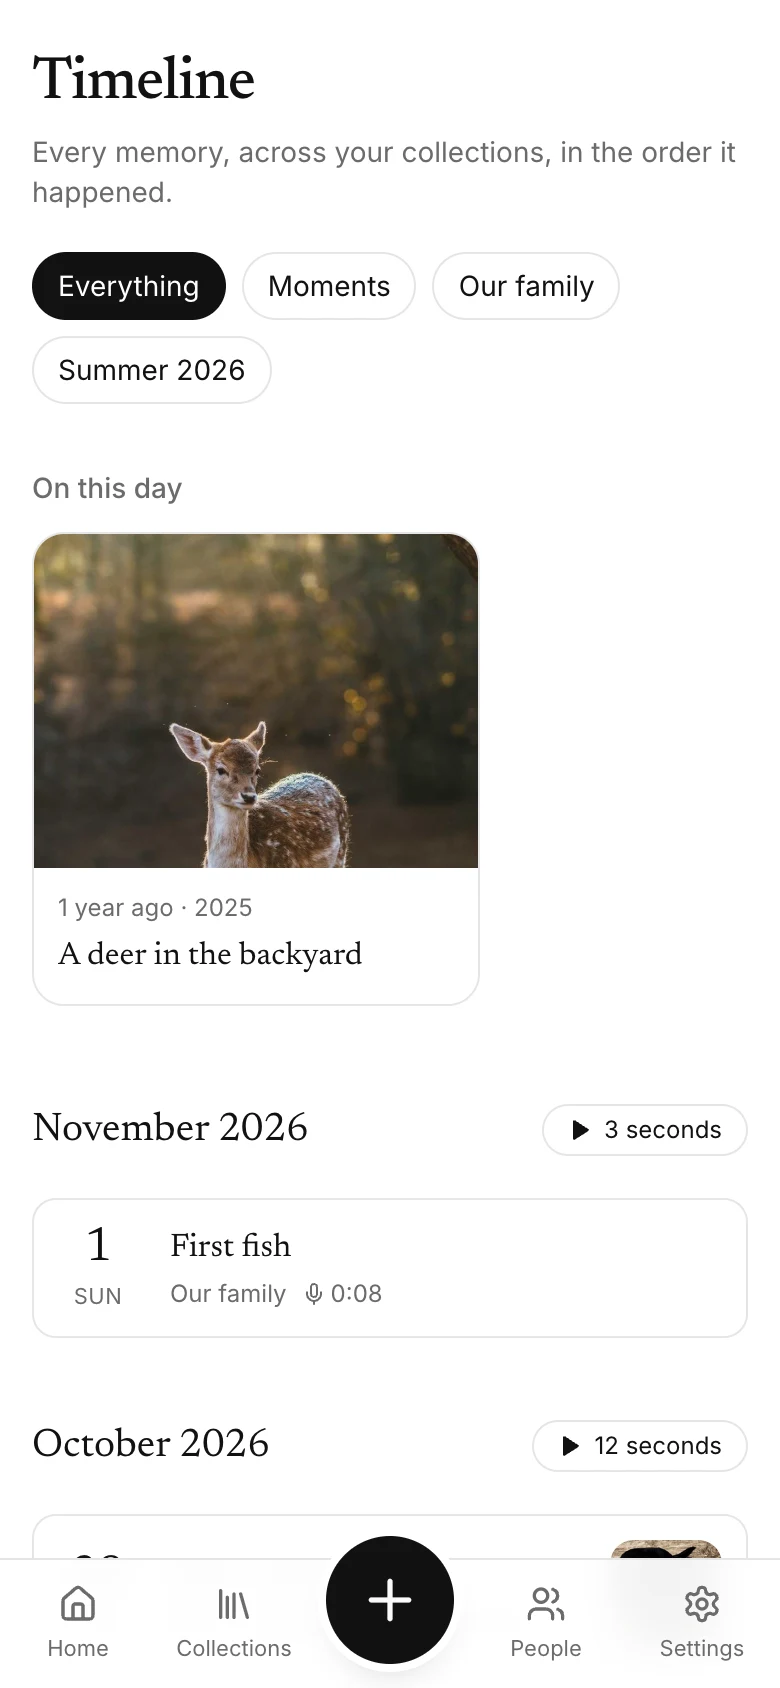 Timeline
Every memory, across your collections, in the order it
happened.
Everything
Moments
Our family
Summer 2026
On this day
1 year ago · 2025
A deer in the backyard
November 2026
3 seconds
1
SUN
First fish
Our family 0:08
October 2026
12 seconds
Home
Collections
People
Settings